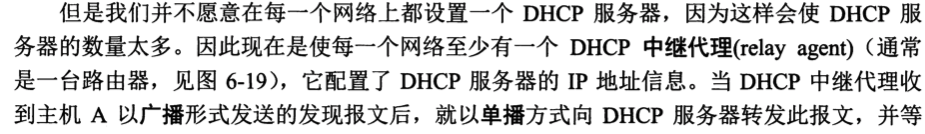 但是我们并不愿意在每一个网络上都设置一个 DHCP 服务器，因为这样会使 DHCP 服
务器的数量太多。因此现在是使每一个网络至少有一个 DHCP 中继代理(relay agent)（通常
是一台路由器，见图 6-19），它配置了 DHCP 服务器的 IP 地址信息。当 DHCP 中继代理收
到主机 A 以广播形式发送的发现报文后，就以单播方式向 DHCP 服务器转发此报文，并等